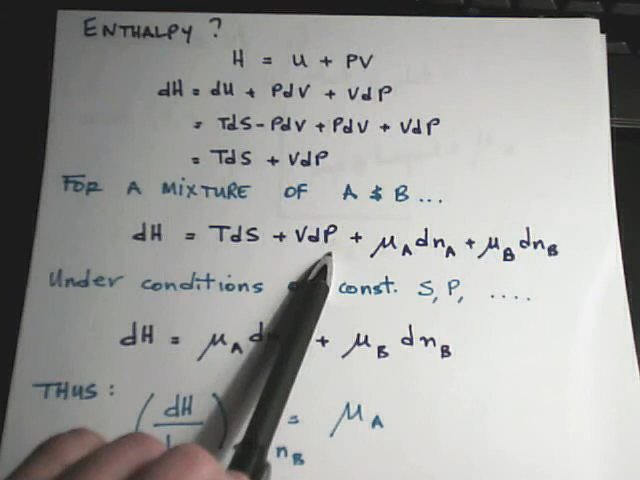 ENTHALPY?
H = U + PV
dH = dU + PdV + VdP
= TdS - PdV + PdV + VdP
= TdS + VdP
FOR A MIXTURE OF A & B...
dH = TdS + VdP + μA dnA + μB dnB
Under conditions const. S, P, ....
dH = μA + μB dnB
THUS:
(dH) nB = μA